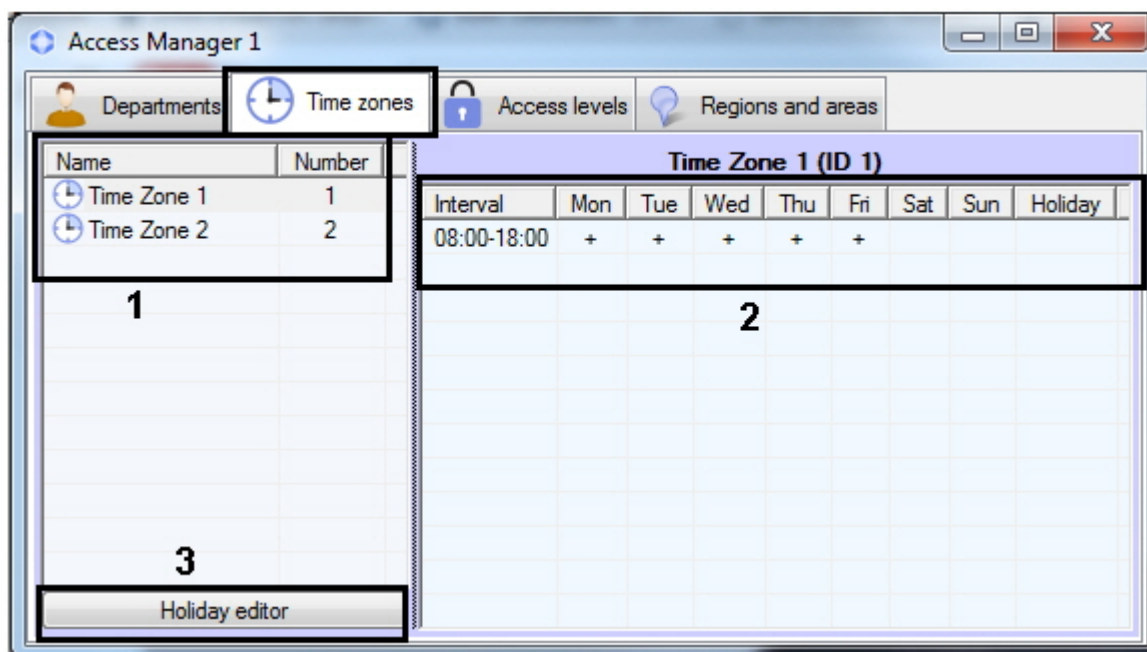 Access Manager 1
Departments Time zones Access levels Regions and areas
Name Number
Time Zone 1 1
Time Zone 2 2
1
Time Zone 1 (ID 1)
Interval Mon Tue Wed Thu Fri Sat Sun Holiday
08:00-18:00 + + + + +
2
3
Holiday editor